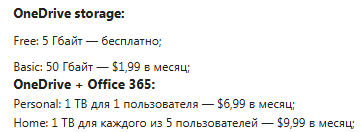 OneDrive storage:
Free: 5 Гбайт — бесплатно;
Basic: 50 Гбайт — $1,99 в месяц;
OneDrive + Office 365:
Personal: 1 TB для 1 пользователя — $6,99 в месяц;
Home: 1 TB для каждого из 5 пользователей — $9,99 в месяц;